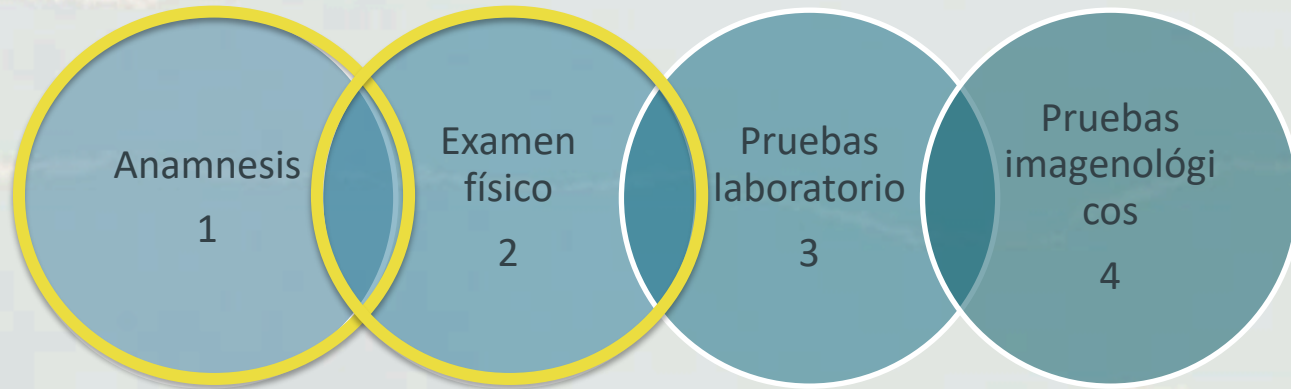 Anamnesis
1
Examen
físico
2
Pruebas
laboratorio
3
Pruebas
imagenológi
cos
4